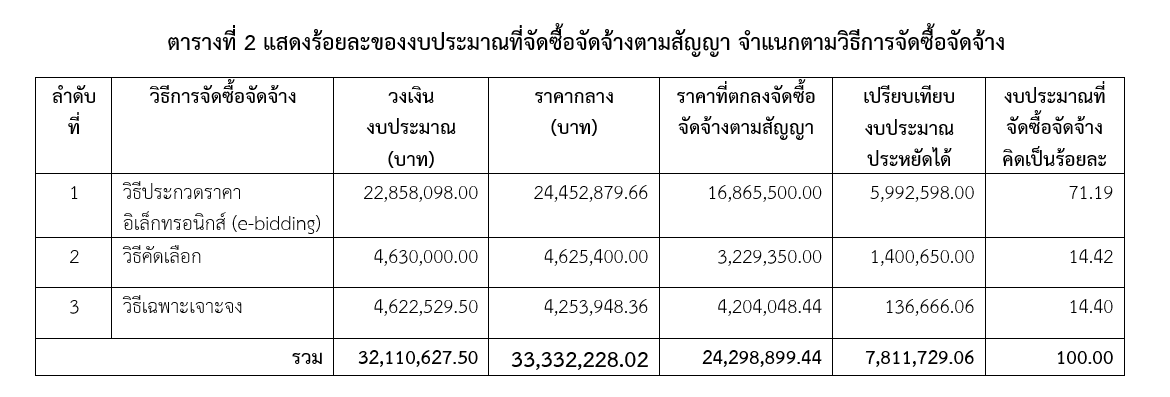 ตารางที่ 2 แสดงร้อยละของงบประมาณที่จัดซื้อจัดจ้างตามสัญญา จำแนกตามวิธีการจัดซื้อจัดจ้าง
ลำดับที่ วิธีการจัดซื้อจัดจ้าง วงเงินงบประมาณ (บาท) ราคากลาง (บาท) ราคาที่ตกลงจัดซื้อจัดจ้างตามสัญญา เปรียบเทียบงบประมาณประหยัดได้ งบประมาณที่จัดซื้อจัดจ้างคิดเป็นร้อยละ
1 วิธีประกวดราคา 22,858,098.00 24,452,879.66 16,865,500.00 5,992,598.00 71.19
อิเล็กทรอนิกส์ (e-bidding)
2 วิธีคัดเลือก 4,630,000.00 4,625,400.00 3,229,350.00 1,400,650.00 14.42
3 วิธีเฉพาะเจาะจง 4,622,529.50 4,253,948.36 4,204,048.44 136,666.06 14.40
รวม 32,110,627.50 33,332,228.02 24,298,899.44 7,811,729.06 100.00